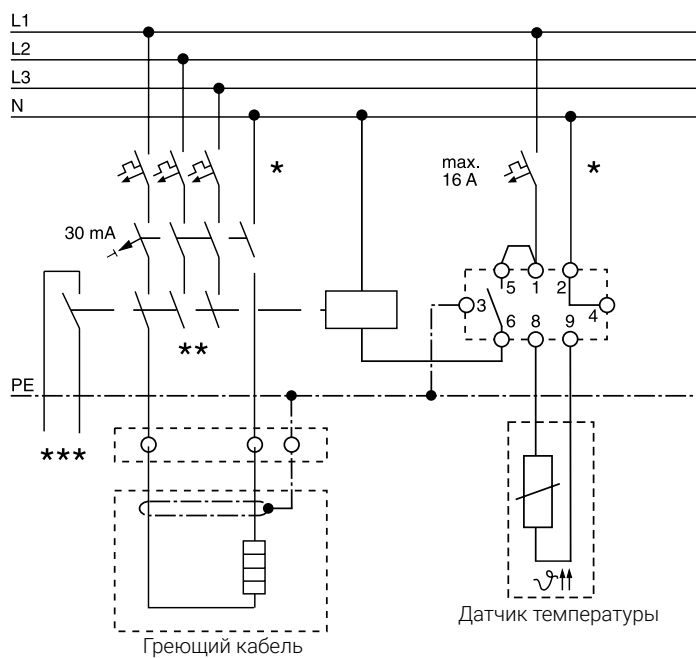 L1
L2
L3
N
*
max.
16 A
*
30 mA
5 1 2
3
4
6 8 9
**
PE
***
ϑ
Датчик температуры
Греющий кабель